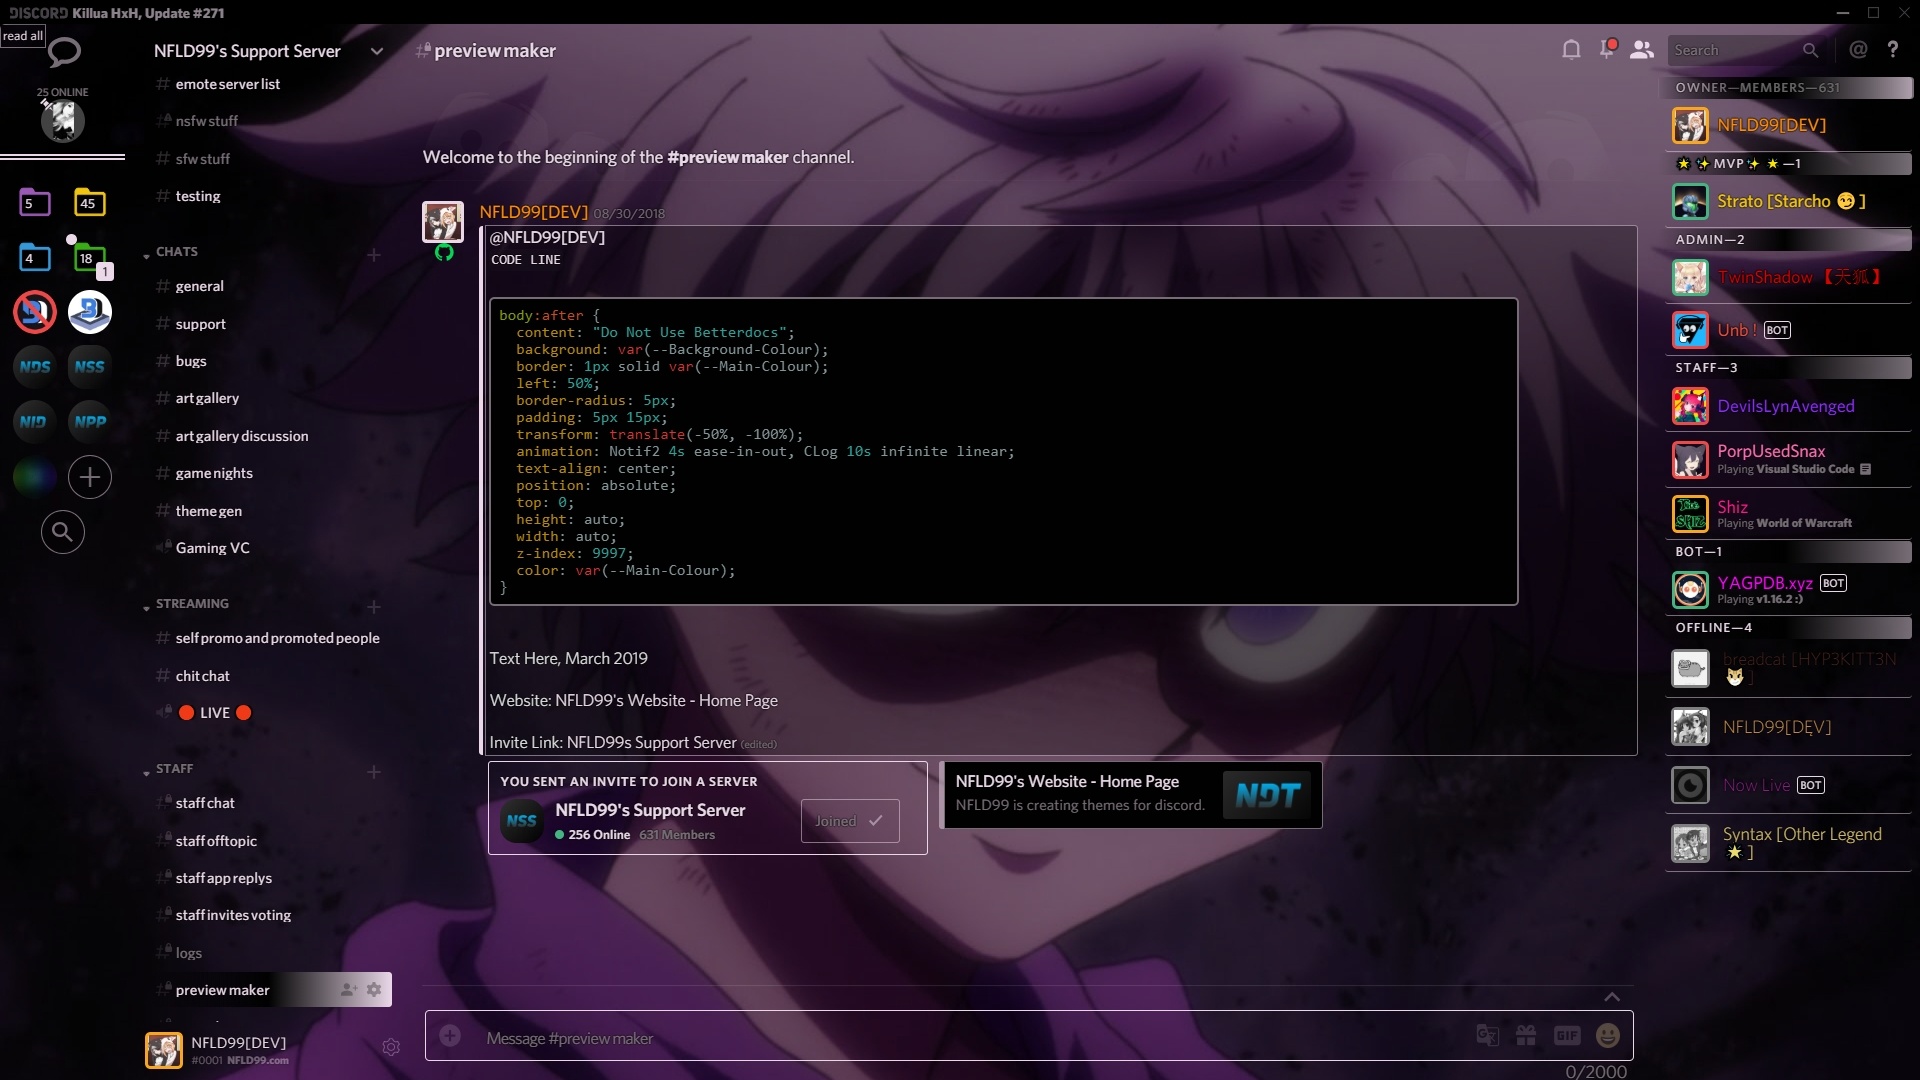 DISCORD Killua HxH, Update #271
read all
25 ONLINE
5
45
4
18
1
NDS
NSS
NID
NPP
NFLD99's Support Server
emote server list
nsfw stuff
sfw stuff
testing
CHATS
general
support
bugs
art gallery
art gallery discussion
game nights
theme gen
Gaming VC
STREAMING
self promo and promoted people
chit chat
LIVE
STAFF
staff chat
staff offtopic
staff app replys
staff invites voting
logs
preview maker
NFLD99[DEV]
#0001 NFLD99.com
preview maker
Search
Welcome to the beginning of the #preview maker channel.
NFLD99[DEV] 08/30/2018
@NFLD99[DEV]
CODE LINE
body:after {
content: "Do Not Use Betterdocs";
background: var(--Background-Colour);
border: 1px solid var(--Main-Colour);
left: 50%;
border-radius: 5px;
padding: 5px 15px;
transform: translate(-50%, -100%);
animation: Notif2 4s ease-in-out, CLog 10s infinite linear;
text-align: center;
position: absolute;
top: 0;
height: auto;
width: auto;
z-index: 9997;
color: var(--Main-Colour);
}
Text Here, March 2019
Website: NFLD99's Website - Home Page
Invite Link: NFLD99s Support Server (edited)
YOU SENT AN INVITE TO JOIN A SERVER
NSS
NFLD99's Support Server
256 Online 631 Members
Joined
NFLD99's Website - Home Page
NFLD99 is creating themes for discord.
NDT
Message #preview maker
GIF
0/2000
OWNER—MEMBERS—631
NFLD99[DEV]
🌟✨MVP✨🌟—1
Strato [Starcho 😏]
ADMIN—2
TwinShadow 【天狐】
Unb ! BOT
STAFF—3
DevilsLynAvenged
PorpUsedSnax
Playing Visual Studio Code
Shiz
Playing World of Warcraft
BOT—1
YAGPDB.xyz BOT
Playing v1.16.2 :)
OFFLINE—4
breadcat [HYP3KITT3N
🐱]
NFLD99[DĘV]
Now Live BOT
Syntax [Other Legend
🌟]